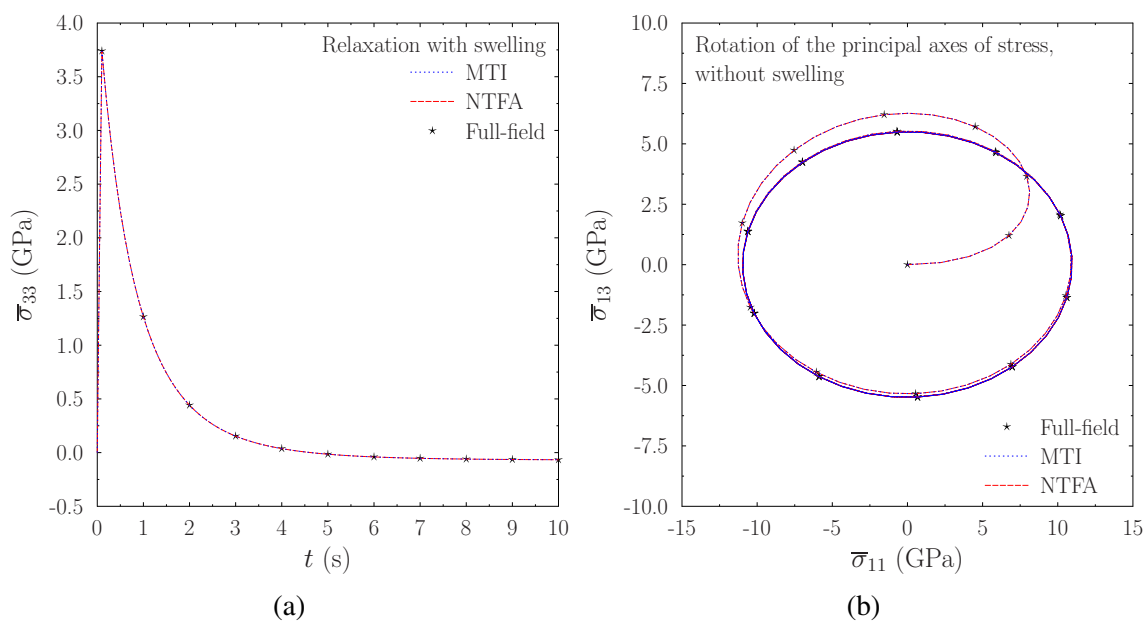 4.0
3.5
3.0
2.5
2.0
1.5
1.0
0.5
0.0
-0.5
σ̅₃₃ (GPa)
Relaxation with swelling
MTI
NTFA
Full-field
0 1 2 3 4 5 6 7 8 9 10
t (s)
(a)
10.0
7.5
5.0
2.5
0.0
-2.5
-5.0
-7.5
-10.0
σ̅₁₃ (GPa)
Rotation of the principal axes of stress,
without swelling
Full-field
MTI
NTFA
-15 -10 -5 0 5 10 15
σ̅₁₁ (GPa)
(b)